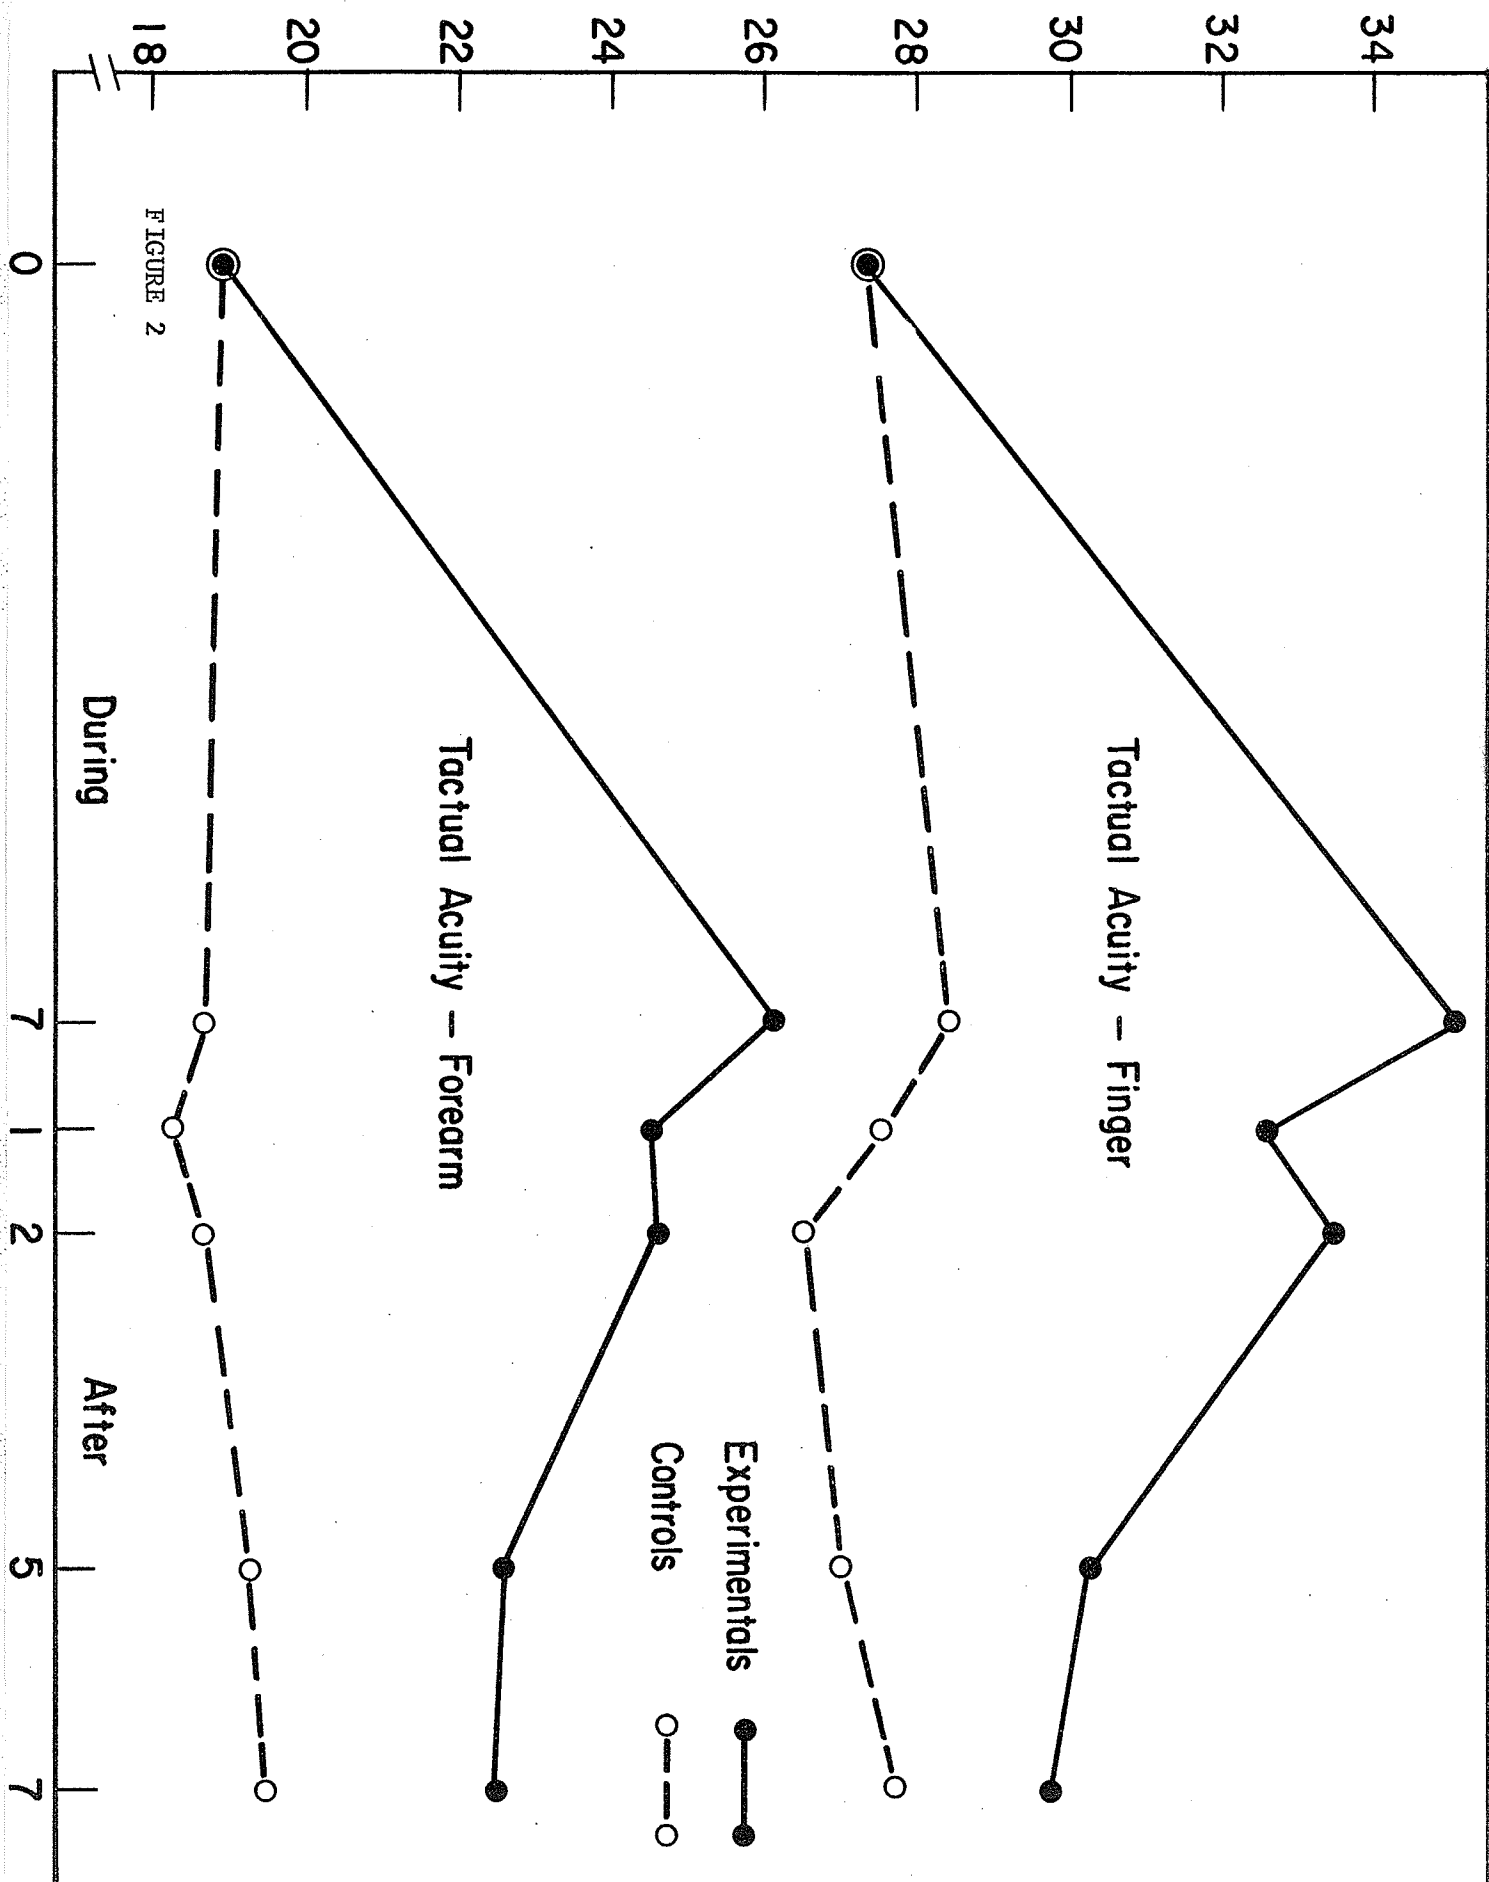 34
32
30
28
26
24
22
20
18
Tactual Acuity — Finger
Experimentals
Controls
Tactual Acuity — Forearm
FIGURE 2
During
After
0
7
1
2
5
7